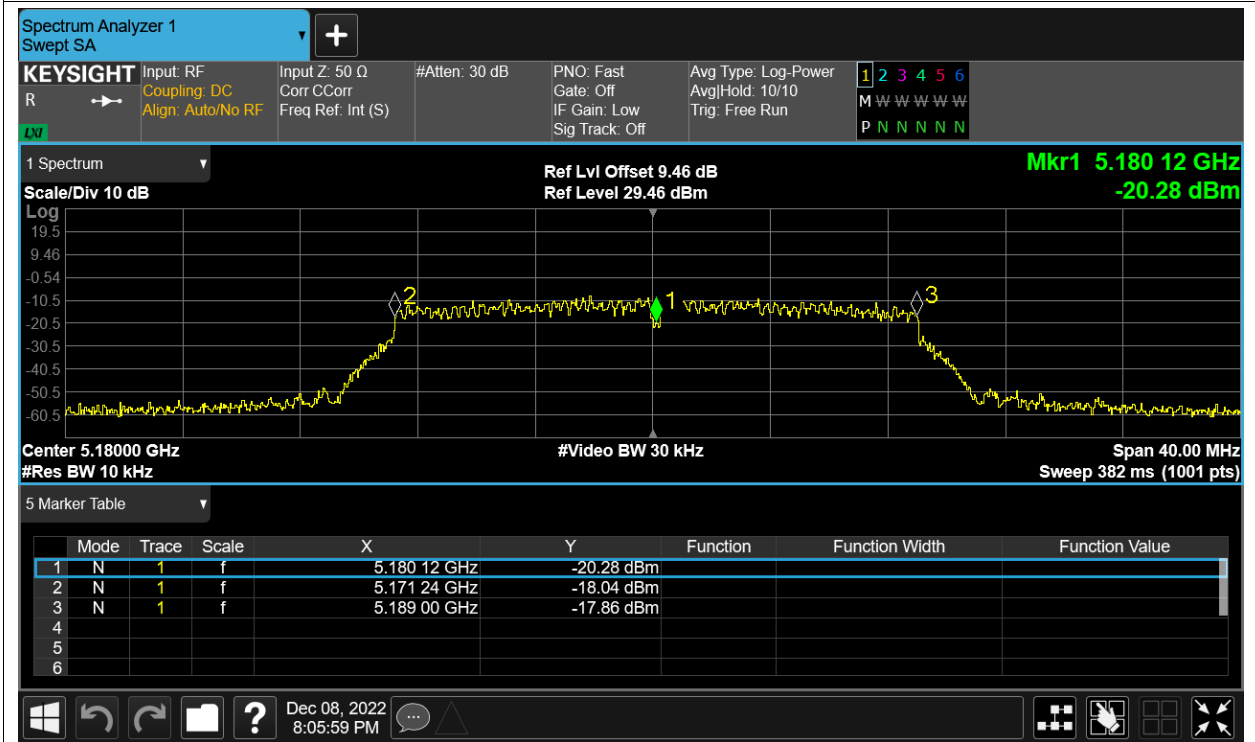 Spectrum Analyzer 1
Swept SA
KEYSIGHT
R
LXI
Input: RF
Coupling: DC
Align: Auto/No RF
Input Z: 50 Ω
Corr CCorr
Freq Ref: Int (S)
#Atten: 30 dB
PNO: Fast
Gate: Off
IF Gain: Low
Sig Track: Off
Avg Type: Log-Power
Avg|Hold: 10/10
Trig: Free Run
1 2 3 4 5 6
M W W W W W
P N N N N N
1 Spectrum
Scale/Div 10 dB
Ref Lvl Offset 9.46 dB
Ref Level 29.46 dBm
Mkr1 5.180 12 GHz
-20.28 dBm
Log
19.5
9.46
-0.54
-10.5
-20.5
-30.5
-40.5
-50.5
-60.5
2
1
3
Center 5.18000 GHz
#Video BW 30 kHz
Span 40.00 MHz
#Res BW 10 kHz
Sweep 382 ms (1001 pts)
5 Marker Table
Mode Trace Scale X Y Function Function Width Function Value
1 N 1 f 5.180 12 GHz -20.28 dBm
2 N 1 f 5.171 24 GHz -18.04 dBm
3 N 1 f 5.189 00 GHz -17.86 dBm
4
5
6
?
Dec 08, 2022
8:05:59 PM